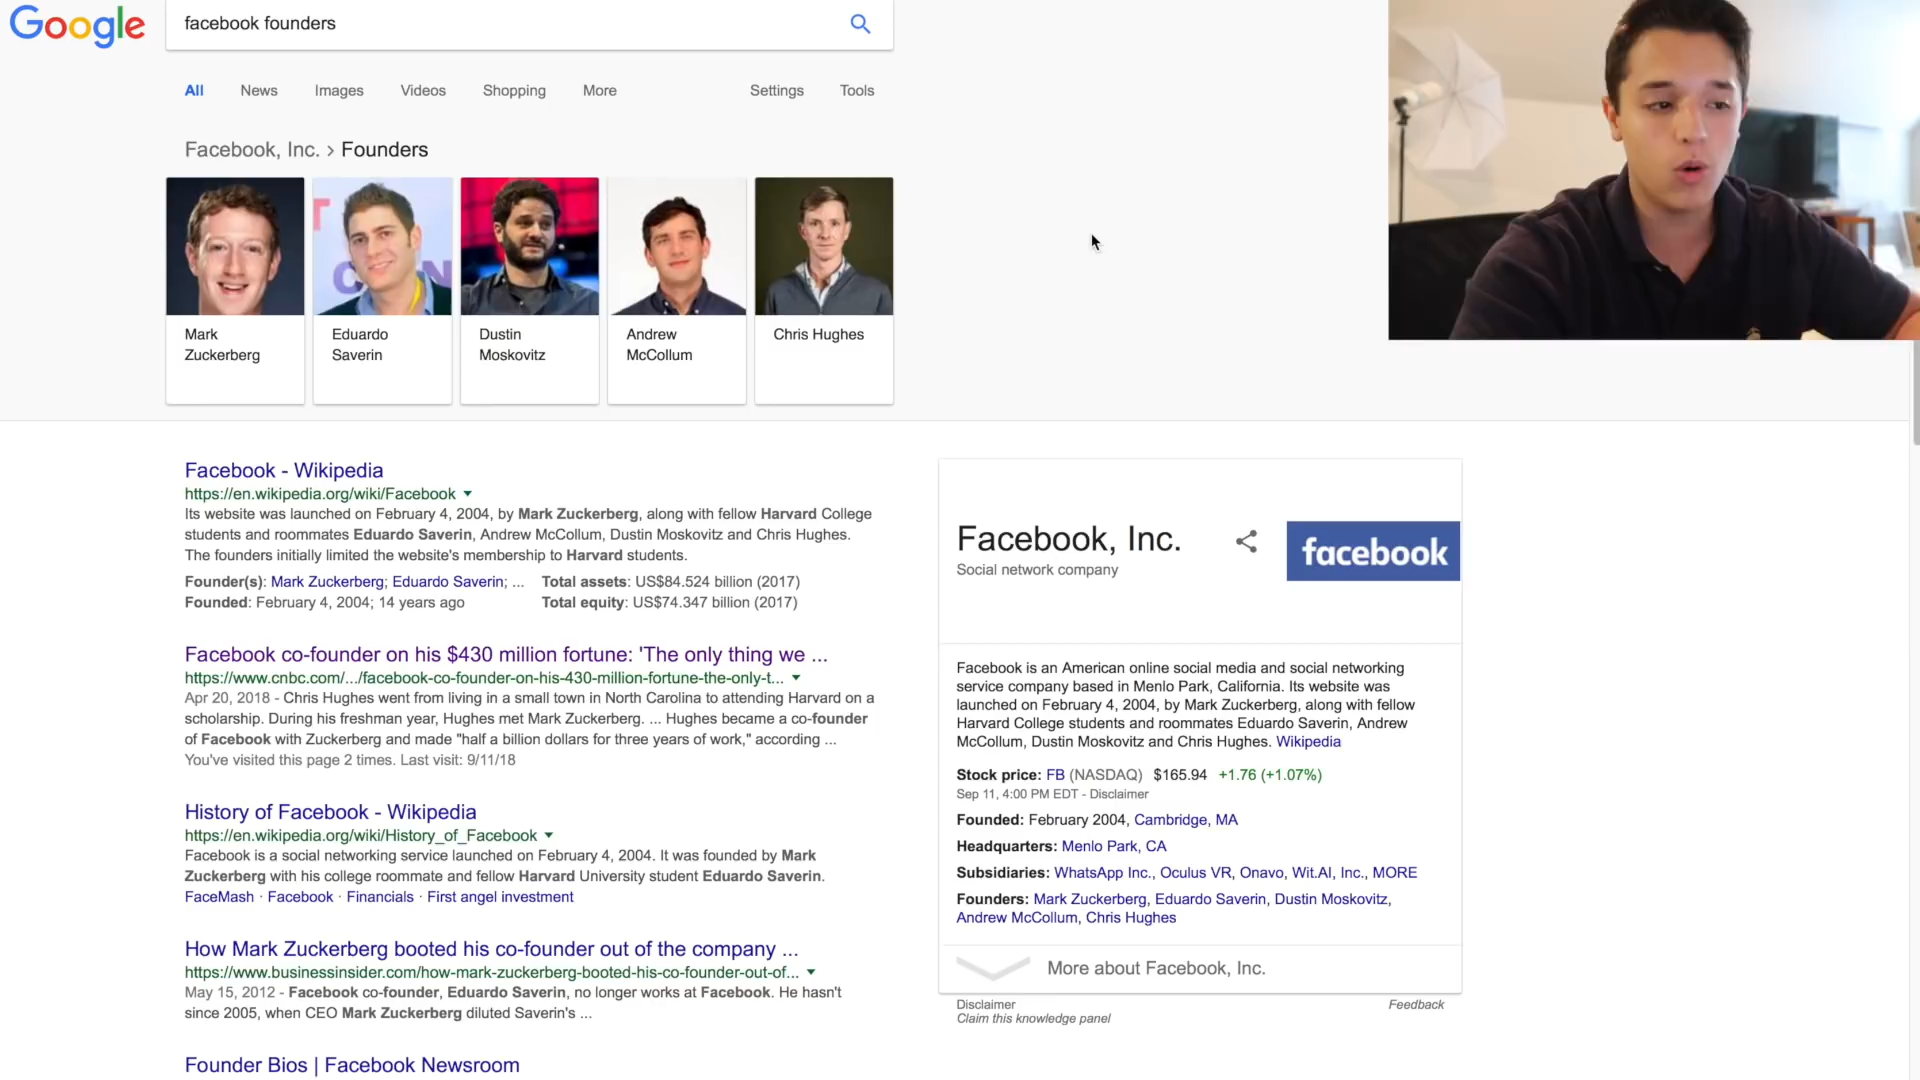 Google
facebook founders
All News Images Videos Shopping More Settings Tools
Facebook, Inc. › Founders
Mark
Zuckerberg
Eduardo
Saverin
Dustin
Moskovitz
Andrew
McCollum
Chris Hughes
Facebook - Wikipedia
https://en.wikipedia.org/wiki/Facebook
Its website was launched on February 4, 2004, by Mark Zuckerberg, along with fellow Harvard College
students and roommates Eduardo Saverin, Andrew McCollum, Dustin Moskovitz and Chris Hughes.
The founders initially limited the website's membership to Harvard students.
Founder(s): Mark Zuckerberg; Eduardo Saverin; ... Total assets: US$84.524 billion (2017)
Founded: February 4, 2004; 14 years ago Total equity: US$74.347 billion (2017)
Facebook co-founder on his $430 million fortune: 'The only thing we ...
https://www.cnbc.com/.../facebook-co-founder-on-his-430-million-fortune-the-only-t...
Apr 20, 2018 - Chris Hughes went from living in a small town in North Carolina to attending Harvard on a
scholarship. During his freshman year, Hughes met Mark Zuckerberg. ... Hughes became a co-founder
of Facebook with Zuckerberg and made "half a billion dollars for three years of work," according ...
You've visited this page 2 times. Last visit: 9/11/18
History of Facebook - Wikipedia
https://en.wikipedia.org/wiki/History_of_Facebook
Facebook is a social networking service launched on February 4, 2004. It was founded by Mark
Zuckerberg with his college roommate and fellow Harvard University student Eduardo Saverin.
FaceMash · Facebook · Financials · First angel investment
How Mark Zuckerberg booted his co-founder out of the company ...
https://www.businessinsider.com/how-mark-zuckerberg-booted-his-co-founder-out-of...
May 15, 2012 - Facebook co-founder, Eduardo Saverin, no longer works at Facebook. He hasn't
since 2005, when CEO Mark Zuckerberg diluted Saverin's ...
Founder Bios | Facebook Newsroom
Facebook, Inc.
Social network company
facebook
Facebook is an American online social media and social networking
service company based in Menlo Park, California. Its website was
launched on February 4, 2004, by Mark Zuckerberg, along with fellow
Harvard College students and roommates Eduardo Saverin, Andrew
McCollum, Dustin Moskovitz and Chris Hughes. Wikipedia
Stock price: FB (NASDAQ) $165.94 +1.76 (+1.07%)
Sep 11, 4:00 PM EDT - Disclaimer
Founded: February 2004, Cambridge, MA
Headquarters: Menlo Park, CA
Subsidiaries: WhatsApp Inc., Oculus VR, Onavo, Wit.AI, Inc., MORE
Founders: Mark Zuckerberg, Eduardo Saverin, Dustin Moskovitz,
Andrew McCollum, Chris Hughes
More about Facebook, Inc.
Disclaimer Feedback
Claim this knowledge panel